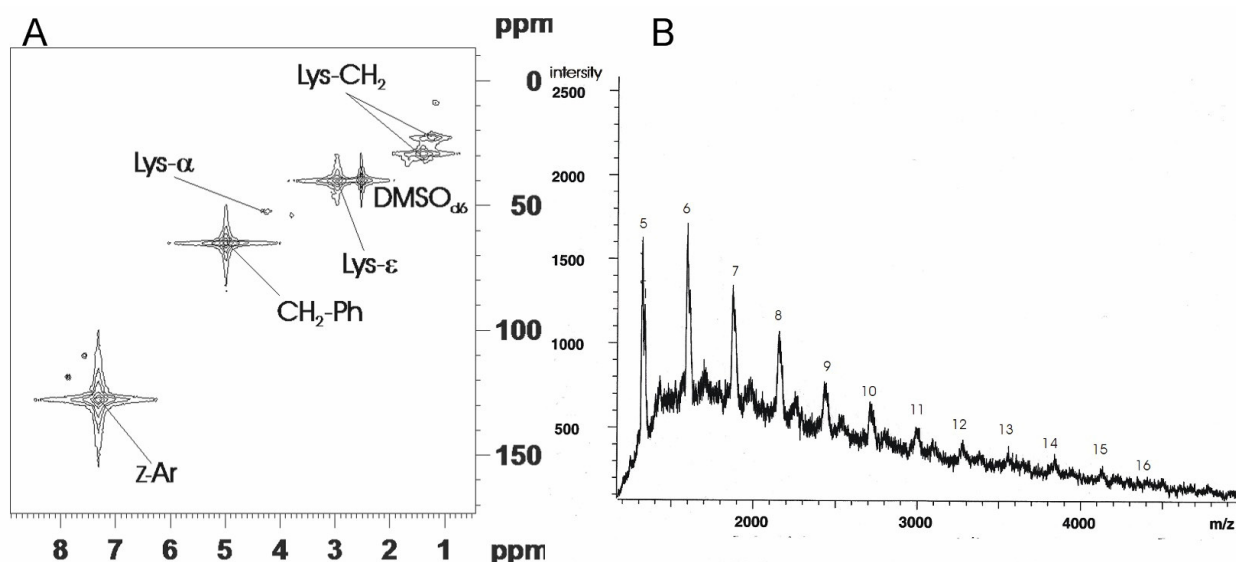 A
ppm
Lys-CH₂
0
Lys-α
DMSOd6
50
Lys-ε
CH₂-Ph
100
150
z-Ar
8 7 6 5 4 3 2 1 ppm
B
intersity
2500
2000
1500
1000
500
5
6
7
8
9
10
11
12
13
14
15
16
2000 3000 4000 m/z